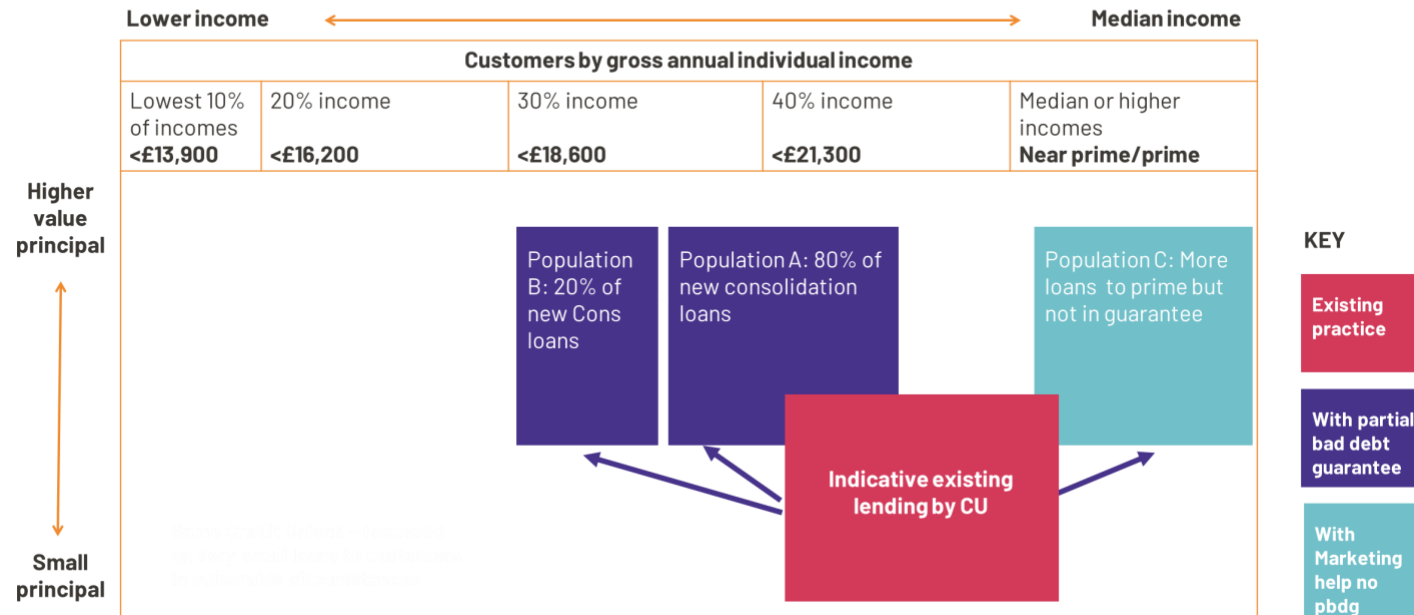 Lower income
Median income
Customers by gross annual individual income
Lowest 10%
of incomes
<£13,900
20% income
<£16,200
30% income
<£18,600
40% income
<£21,300
Median or higher
incomes
Near prime/prime
Higher
value
principal
Small
principal
Population
B: 20% of
new Cons
loans
Population A: 80% of
new consolidation
loans
Population C: More
loans to prime but
not in guarantee
Indicative existing
lending by CU
KEY
Existing
practice
With partial
bad debt
guarantee
With
Marketing
help no
pbdg